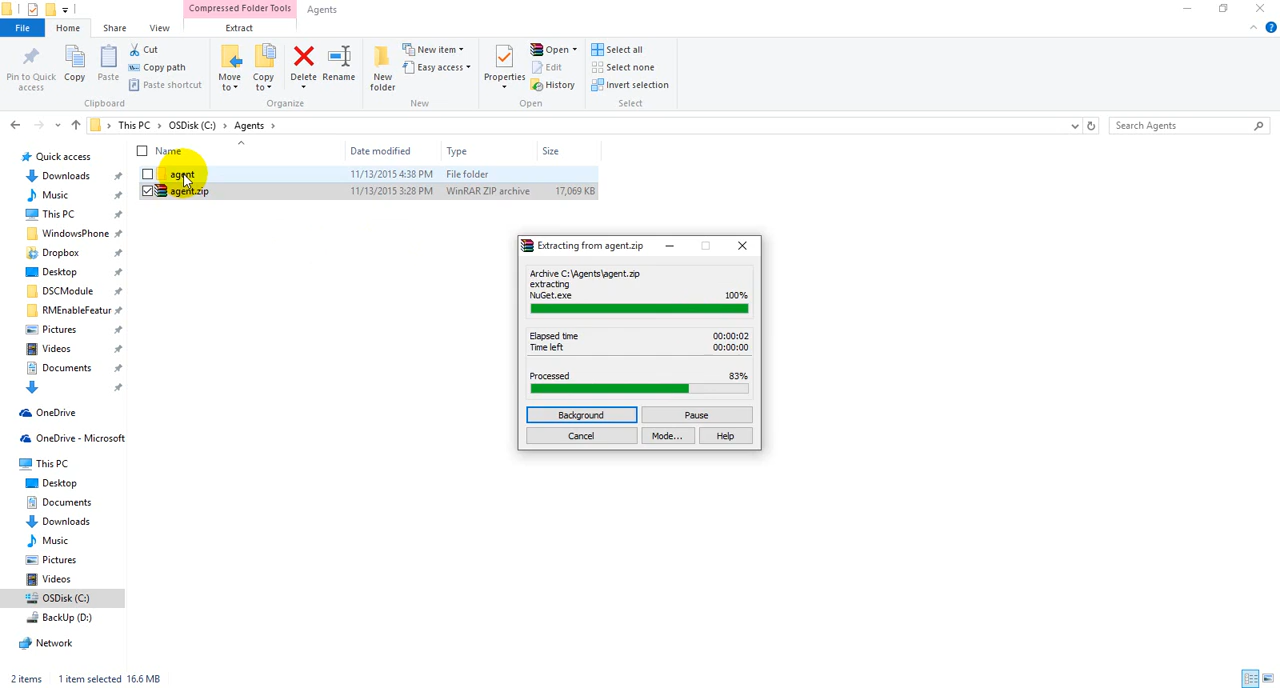 Compressed Folder Tools
Agents
File
Home
Share
View
Extract
Pin to Quick
access
Copy
Paste
Cut
Copy path
Paste shortcut
Clipboard
Move
to
Copy
to
Delete
Rename
Organize
New
folder
New item
Easy access
New
Properties
Open
Edit
History
Open
Select all
Select none
Invert selection
Select
This PC
OSDisk (C:)
Agents
Search Agents
Name
Date modified
Type
Size
agent
11/13/2015 4:38 PM
File folder
agent.zip
11/13/2015 3:28 PM
WinRAR ZIP archive
17,069 KB
Quick access
Downloads
Music
This PC
WindowsPhone
Dropbox
Desktop
DSCModule
RMEnableFeatur
Pictures
Videos
Documents
OneDrive
OneDrive - Microsoft
This PC
Desktop
Documents
Downloads
Music
Pictures
Videos
OSDisk (C:)
BackUp (D:)
Network
Extracting from agent.zip
Archive C:\Agents\agent.zip
extracting
NuGet.exe 100%
Elapsed time 00:00:02
Time left 00:00:00
Processed 83%
Background
Pause
Cancel
Mode...
Help
2 items 1 item selected 16.6 MB